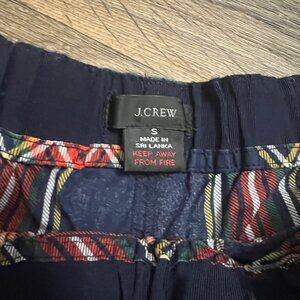 J.CREW
S
MADE IN
SRI LANKA
KEEP AWAY
FROM FIRE